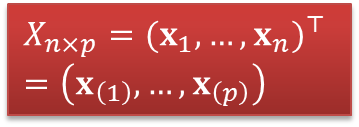 X_{n×p} = (𝐱_1, …, 𝐱_n)^⊤
= (𝐱_{(1)}, …, 𝐱_{(p)})